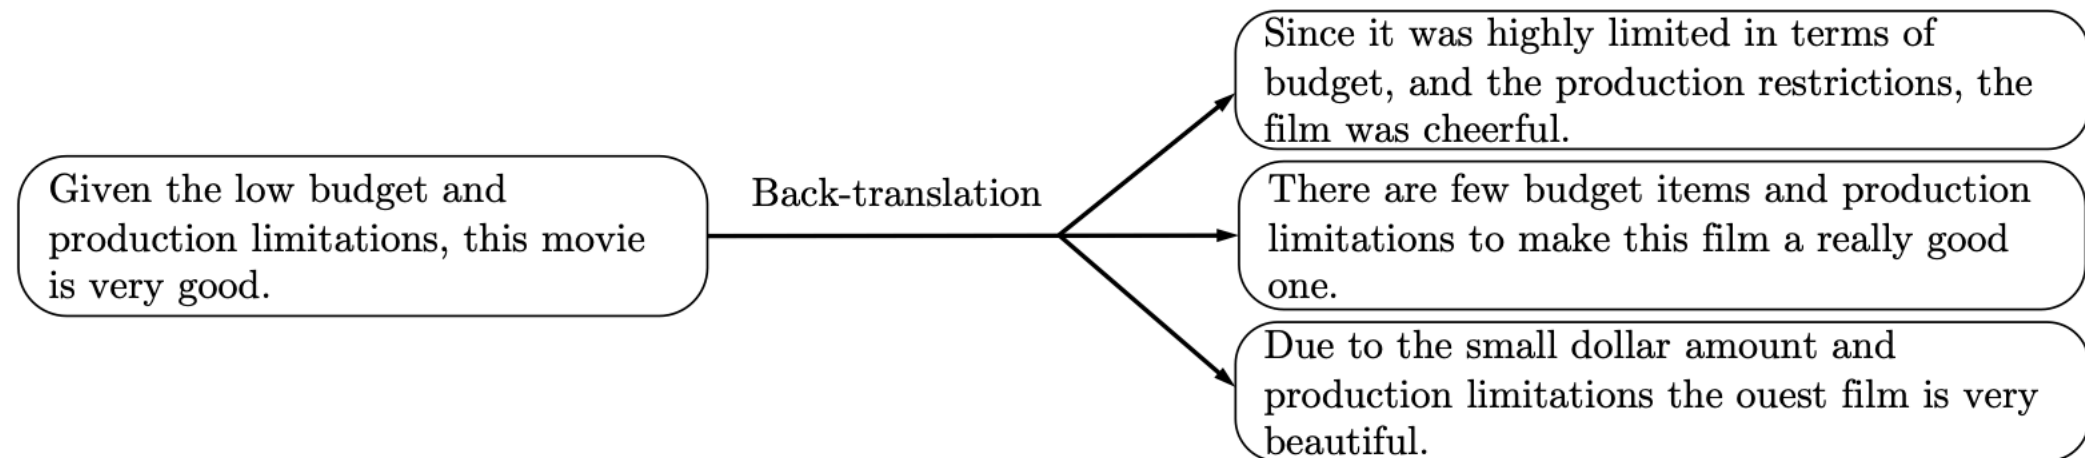 Given the low budget and
production limitations, this movie
is very good.
Back-translation
Since it was highly limited in terms of
budget, and the production restrictions, the
film was cheerful.
There are few budget items and production
limitations to make this film a really good
one.
Due to the small dollar amount and
production limitations the ouest film is very
beautiful.